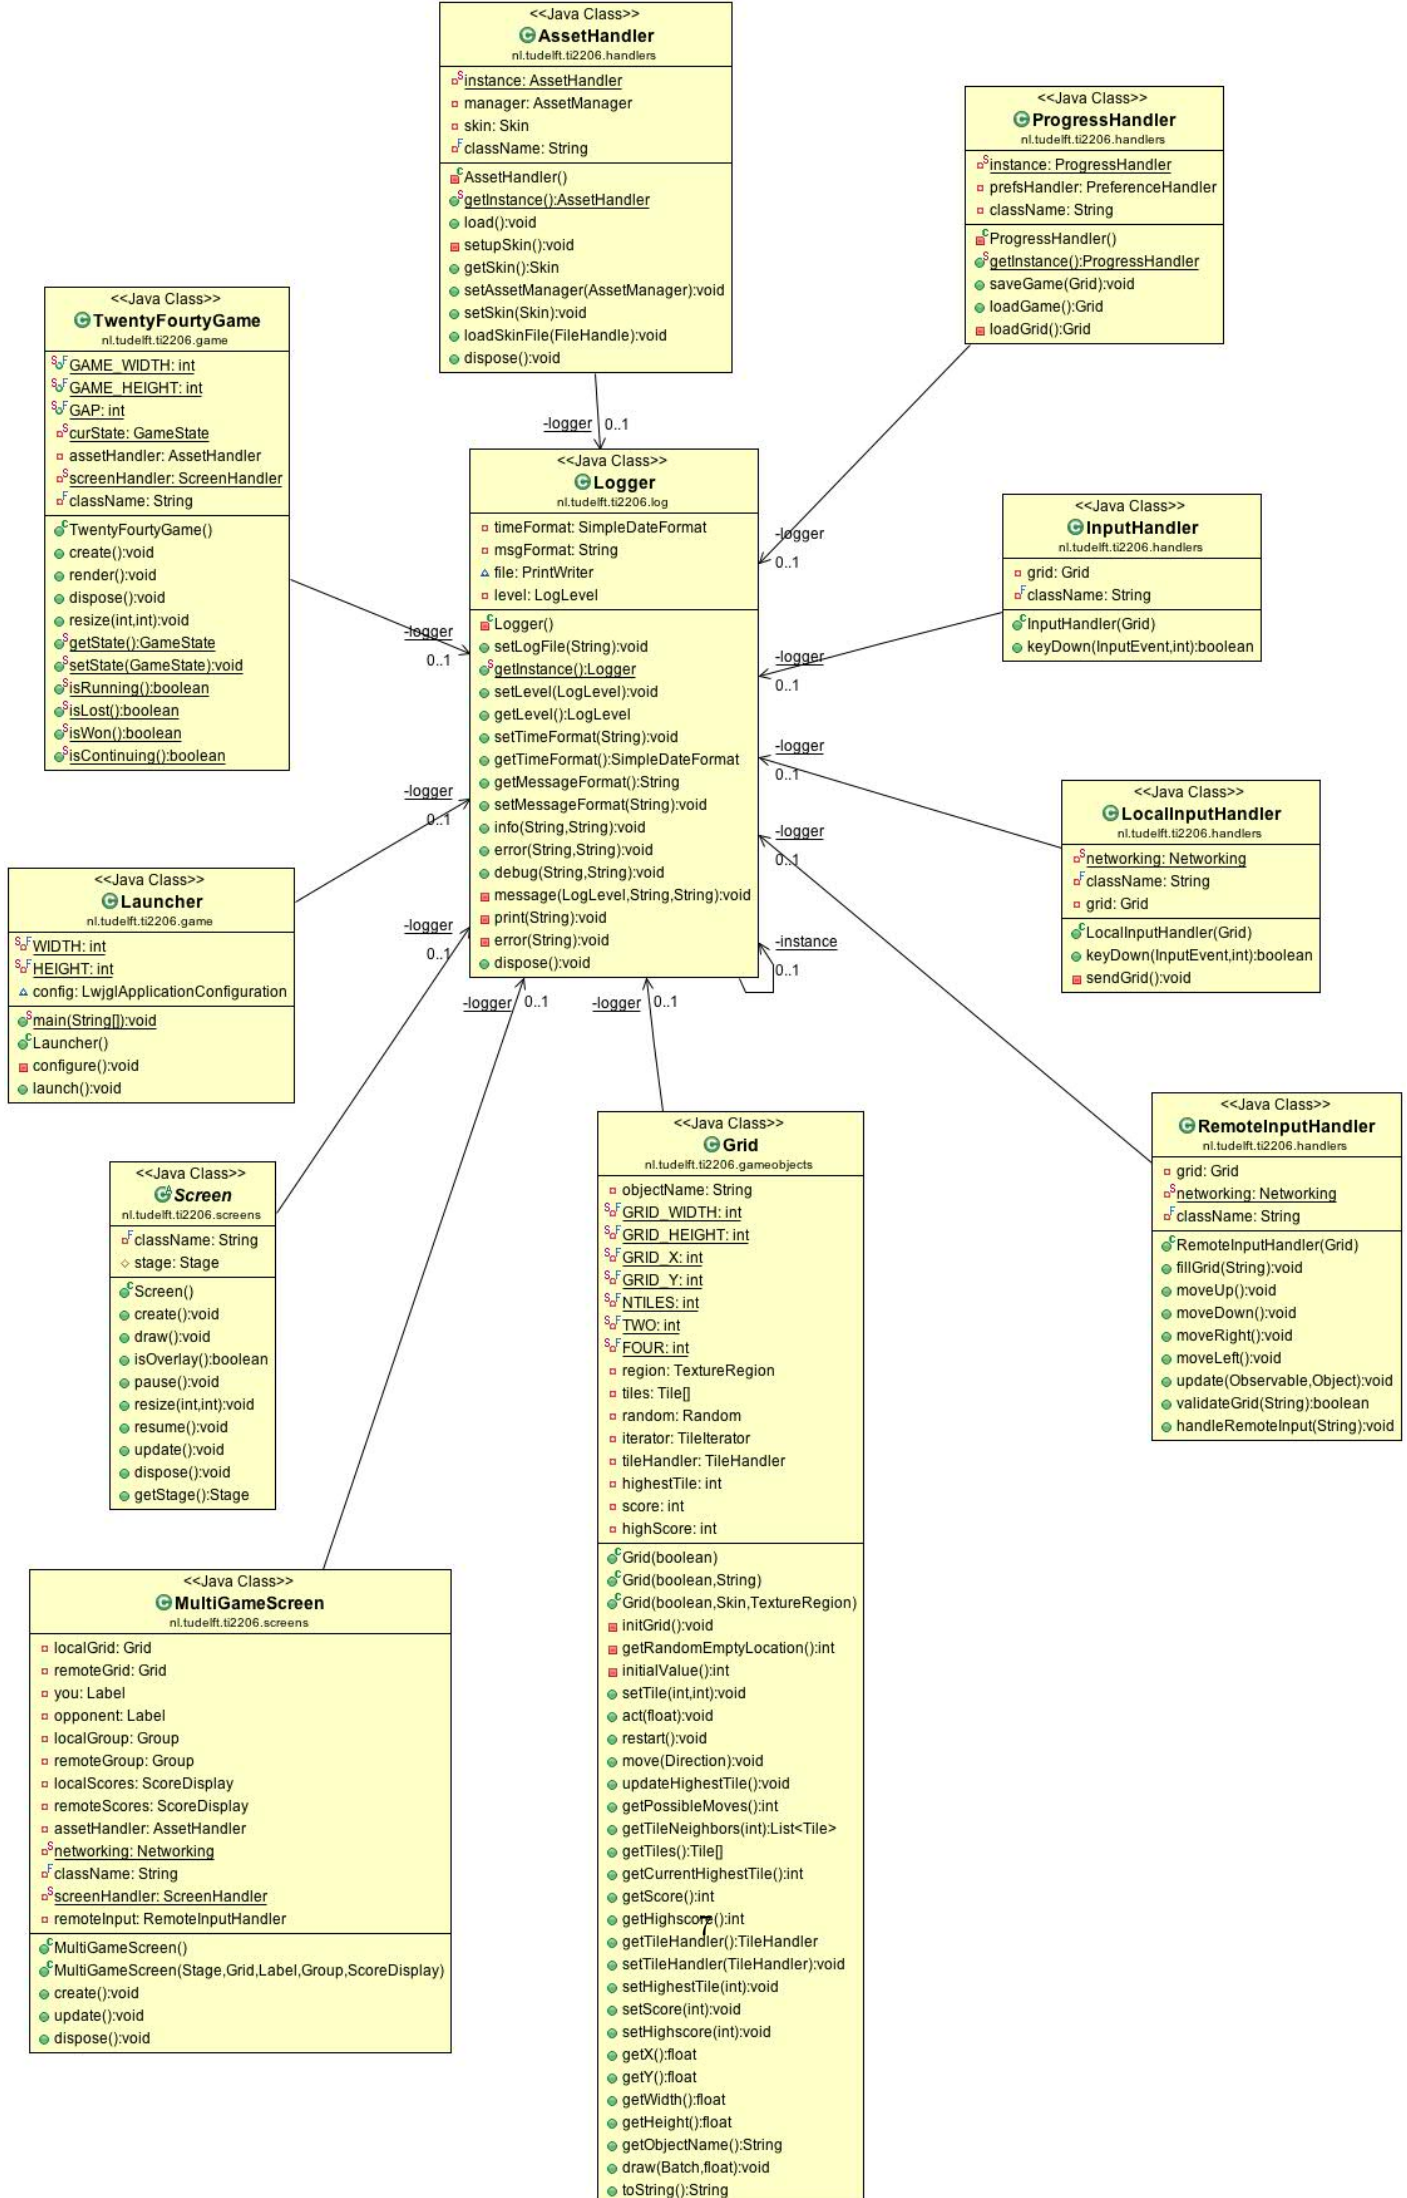 <<Java Class>>
AssetHandler
nl.tudelft.ti2206.handlers
instance: AssetHandler
manager: AssetManager
skin: Skin
className: String
AssetHandler()
getInstance():AssetHandler
load():void
setupSkin():void
getSkin():Skin
setAssetManager(AssetManager):void
setSkin(Skin):void
loadSkinFile(FileHandle):void
dispose():void
-logger 0..1
<<Java Class>>
ProgressHandler
nl.tudelft.ti2206.handlers
instance: ProgressHandler
prefsHandler: PreferenceHandler
className: String
ProgressHandler()
getInstance():ProgressHandler
saveGame(Grid):void
loadGame():Grid
loadGrid():Grid
-logger
0..1
<<Java Class>>
TwentyFourtyGame
nl.tudelft.ti2206.game
GAME_WIDTH: int
GAME_HEIGHT: int
GAP: int
curState: GameState
assetHandler: AssetHandler
screenHandler: ScreenHandler
className: String
TwentyFourtyGame()
create():void
render():void
dispose():void
resize(int,int):void
getState():GameState
setState(GameState):void
isRunning():boolean
isLost():boolean
isWon():boolean
isContinuing():boolean
-logger
0..1
<<Java Class>>
Logger
nl.tudelft.ti2206.log
timeFormat: SimpleDateFormat
msgFormat: String
file: PrintWriter
level: LogLevel
Logger()
setLogFile(String):void
getInstance():Logger
setLevel(LogLevel):void
getLevel():LogLevel
setTimeFormat(String):void
getTimeFormat():SimpleDateFormat
getMessageFormat():String
setMessageFormat(String):void
info(String,String):void
error(String,String):void
debug(String,String):void
message(LogLevel,String,String):void
print(String):void
error(String):void
dispose():void
-instance
0..1
<<Java Class>>
InputHandler
nl.tudelft.ti2206.handlers
grid: Grid
className: String
InputHandler(Grid)
keyDown(InputEvent,int):boolean
-logger
0..1
<<Java Class>>
LocalInputHandler
nl.tudelft.ti2206.handlers
networking: Networking
className: String
grid: Grid
LocalInputHandler(Grid)
keyDown(InputEvent,int):boolean
sendGrid():void
-logger
0..1
<<Java Class>>
Launcher
nl.tudelft.ti2206.game
WIDTH: int
HEIGHT: int
config: LwjglApplicationConfiguration
main(String[]):void
Launcher()
configure():void
launch():void
-logger
0..1
<<Java Class>>
RemoteInputHandler
nl.tudelft.ti2206.handlers
grid: Grid
networking: Networking
className: String
RemoteInputHandler(Grid)
fillGrid(String):void
moveUp():void
moveDown():void
moveRight():void
moveLeft():void
update(Observable,Object):void
validateGrid(String):boolean
handleRemoteInput(String):void
-logger
0..1
<<Java Class>>
Screen
nl.tudelft.ti2206.screens
className: String
stage: Stage
Screen()
create():void
draw():void
isOverlay():boolean
pause():void
resize(int,int):void
resume():void
update():void
dispose():void
getStage():Stage
-logger
0..1
<<Java Class>>
MultiGameScreen
nl.tudelft.ti2206.screens
localGrid: Grid
remoteGrid: Grid
you: Label
opponent: Label
localGroup: Group
remoteGroup: Group
localScores: ScoreDisplay
remoteScores: ScoreDisplay
assetHandler: AssetHandler
networking: Networking
className: String
screenHandler: ScreenHandler
remoteInput: RemoteInputHandler
MultiGameScreen()
MultiGameScreen(Stage,Grid,Label,Group,ScoreDisplay)
create():void
update():void
dispose():void
-logger 0..1
<<Java Class>>
Grid
nl.tudelft.ti2206.gameobjects
objectName: String
GRID_WIDTH: int
GRID_HEIGHT: int
GRID_X: int
GRID_Y: int
NTILES: int
TWO: int
FOUR: int
region: TextureRegion
tiles: Tile[]
random: Random
iterator: TileIterator
tileHandler: TileHandler
highestTile: int
score: int
highScore: int
Grid(boolean)
Grid(boolean,String)
Grid(boolean,Skin,TextureRegion)
initGrid():void
getRandomEmptyLocation():int
initialValue():int
setTile(int,int):void
act(float):void
restart():void
move(Direction):void
updateHighestTile():void
getPossibleMoves():int
getTileNeighbors(int):List<Tile>
getTiles():Tile[]
getCurrentHighestTile():int
getScore():int
getHighscore():int
7
getTileHandler():TileHandler
setTileHandler(TileHandler):void
setHighestTile(int):void
setScore(int):void
setHighscore(int):void
getX():float
getY():float
getWidth():float
getHeight():float
getObjectName():String
draw(Batch,float):void
toString():String
-logger 0..1